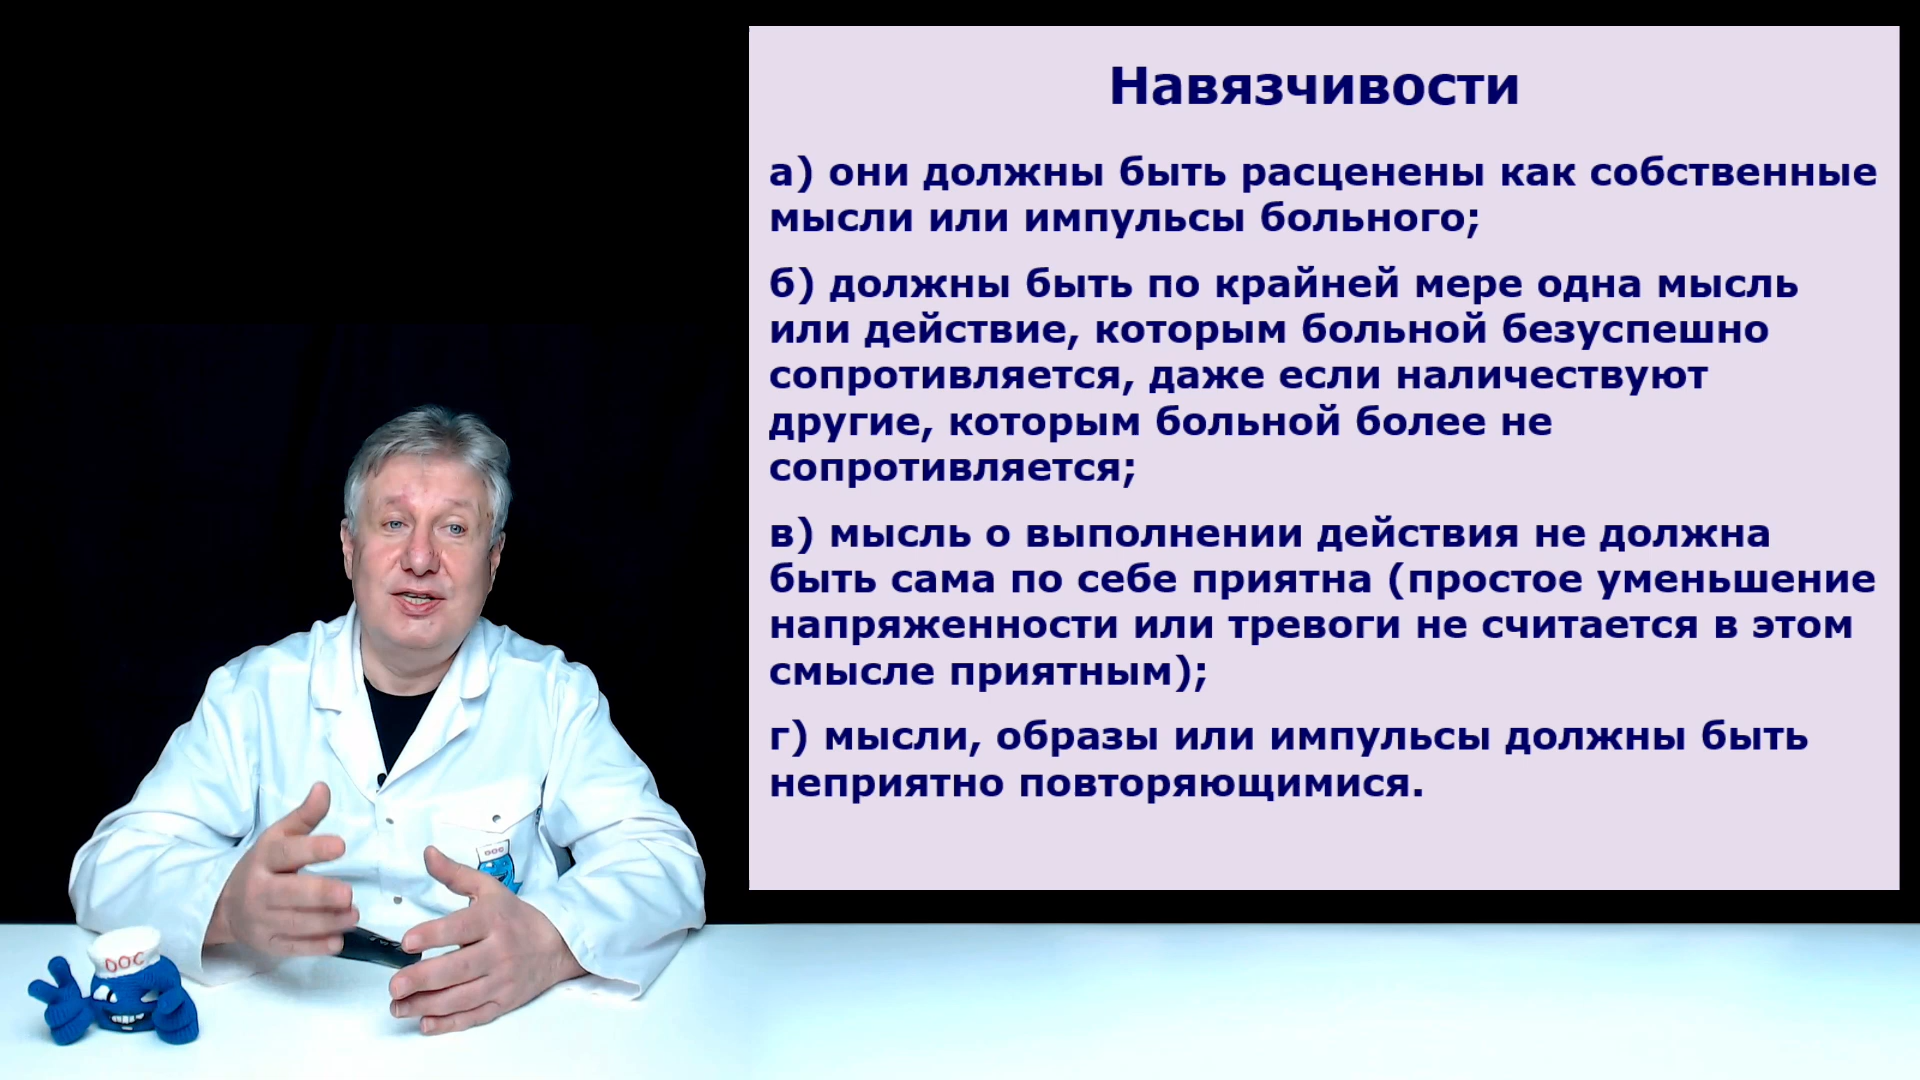 Навязчивости
а) они должны быть расценены как собственные
мысли или импульсы больного;
б) должны быть по крайней мере одна мысль
или действие, которым больной безуспешно
сопротивляется, даже если наличествуют
другие, которым больной более не
сопротивляется;
в) мысль о выполнении действия не должна
быть сама по себе приятна (простое уменьшение
напряженности или тревоги не считается в этом
смысле приятным);
г) мысли, образы или импульсы должны быть
неприятно повторяющимися.
DOC
DOC